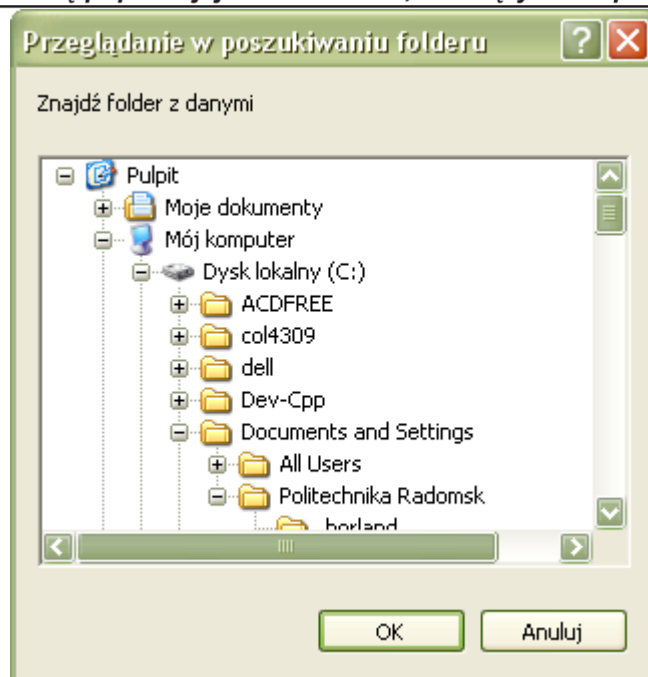 Przeglądanie w poszukiwaniu folderu
Znajdź folder z danymi
Pulpit
Moje dokumenty
Mój komputer
Dysk lokalny (C:)
ACDFREE
col4309
dell
Dev-Cpp
Documents and Settings
All Users
Politechnika Radomsk
borland
OK Anuluj